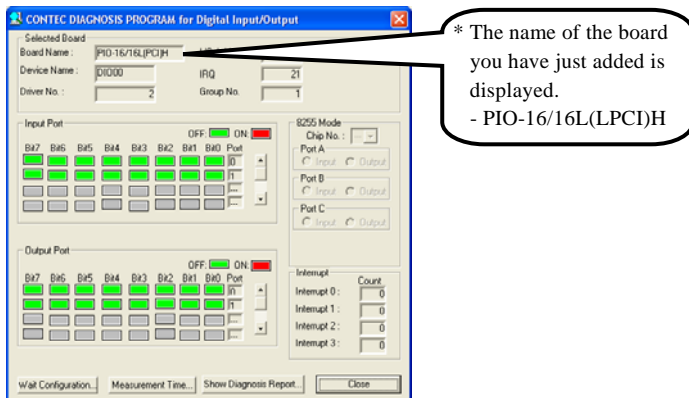 CONTEC DIAGNOSIS PROGRAM for Digital Input/Output
* The name of the board
you have just added is
displayed.
- PIO-16/16L(LPCI)H
Selected Board
Board Name : PIO-16/16L(PCI)H
Device Name : DIO00 IRQ 21
Driver No. : 2 Group No. 1
Input Port
OFF: ON:
Bit7 Bit6 Bit5 Bit4 Bit3 Bit2 Bit1 Bit0 Port
0
1
---
---
8255 Mode
Chip No. : --
Port A
Input Output
Port B
Input Output
Port C
Input Output
Output Port
OFF: ON:
Bit7 Bit6 Bit5 Bit4 Bit3 Bit2 Bit1 Bit0 Port
0
1
---
---
Interrupt
Count
Interrupt 0 : 0
Interrupt 1 : 0
Interrupt 2 : 0
Interrupt 3 : 0
Wait Configuration... Measurement Time... Show Diagnosis Report... Close